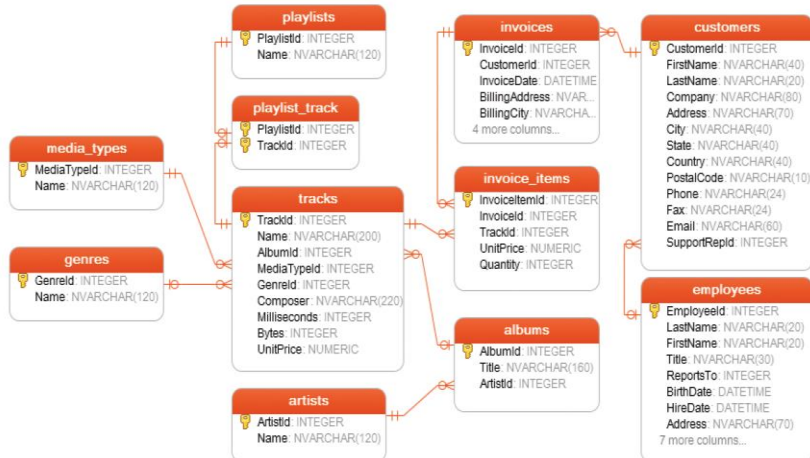 playlists
PlaylistId: INTEGER
Name: NVARCHAR(120)
playlist_track
PlaylistId: INTEGER
TrackId: INTEGER
media_types
MediaTypeId: INTEGER
Name: NVARCHAR(120)
genres
GenreId: INTEGER
Name: NVARCHAR(120)
tracks
TrackId: INTEGER
Name: NVARCHAR(200)
AlbumId: INTEGER
MediaTypeId: INTEGER
GenreId: INTEGER
Composer: NVARCHAR(220)
Milliseconds: INTEGER
Bytes: INTEGER
UnitPrice: NUMERIC
artists
ArtistId: INTEGER
Name: NVARCHAR(120)
invoices
InvoiceId: INTEGER
CustomerId: INTEGER
InvoiceDate: DATETIME
BillingAddress: NVAR...
BillingCity: NVARCHA...
4 more columns...
invoice_items
InvoiceItemId: INTEGER
InvoiceId: INTEGER
TrackId: INTEGER
UnitPrice: NUMERIC
Quantity: INTEGER
albums
AlbumId: INTEGER
Title: NVARCHAR(160)
ArtistId: INTEGER
customers
CustomerId: INTEGER
FirstName: NVARCHAR(40)
LastName: NVARCHAR(20)
Company: NVARCHAR(80)
Address: NVARCHAR(70)
City: NVARCHAR(40)
State: NVARCHAR(40)
Country: NVARCHAR(40)
PostalCode: NVARCHAR(10)
Phone: NVARCHAR(24)
Fax: NVARCHAR(24)
Email: NVARCHAR(60)
SupportRepId: INTEGER
employees
EmployeeId: INTEGER
LastName: NVARCHAR(20)
FirstName: NVARCHAR(20)
Title: NVARCHAR(30)
ReportsTo: INTEGER
BirthDate: DATETIME
HireDate: DATETIME
Address: NVARCHAR(70)
7 more columns...